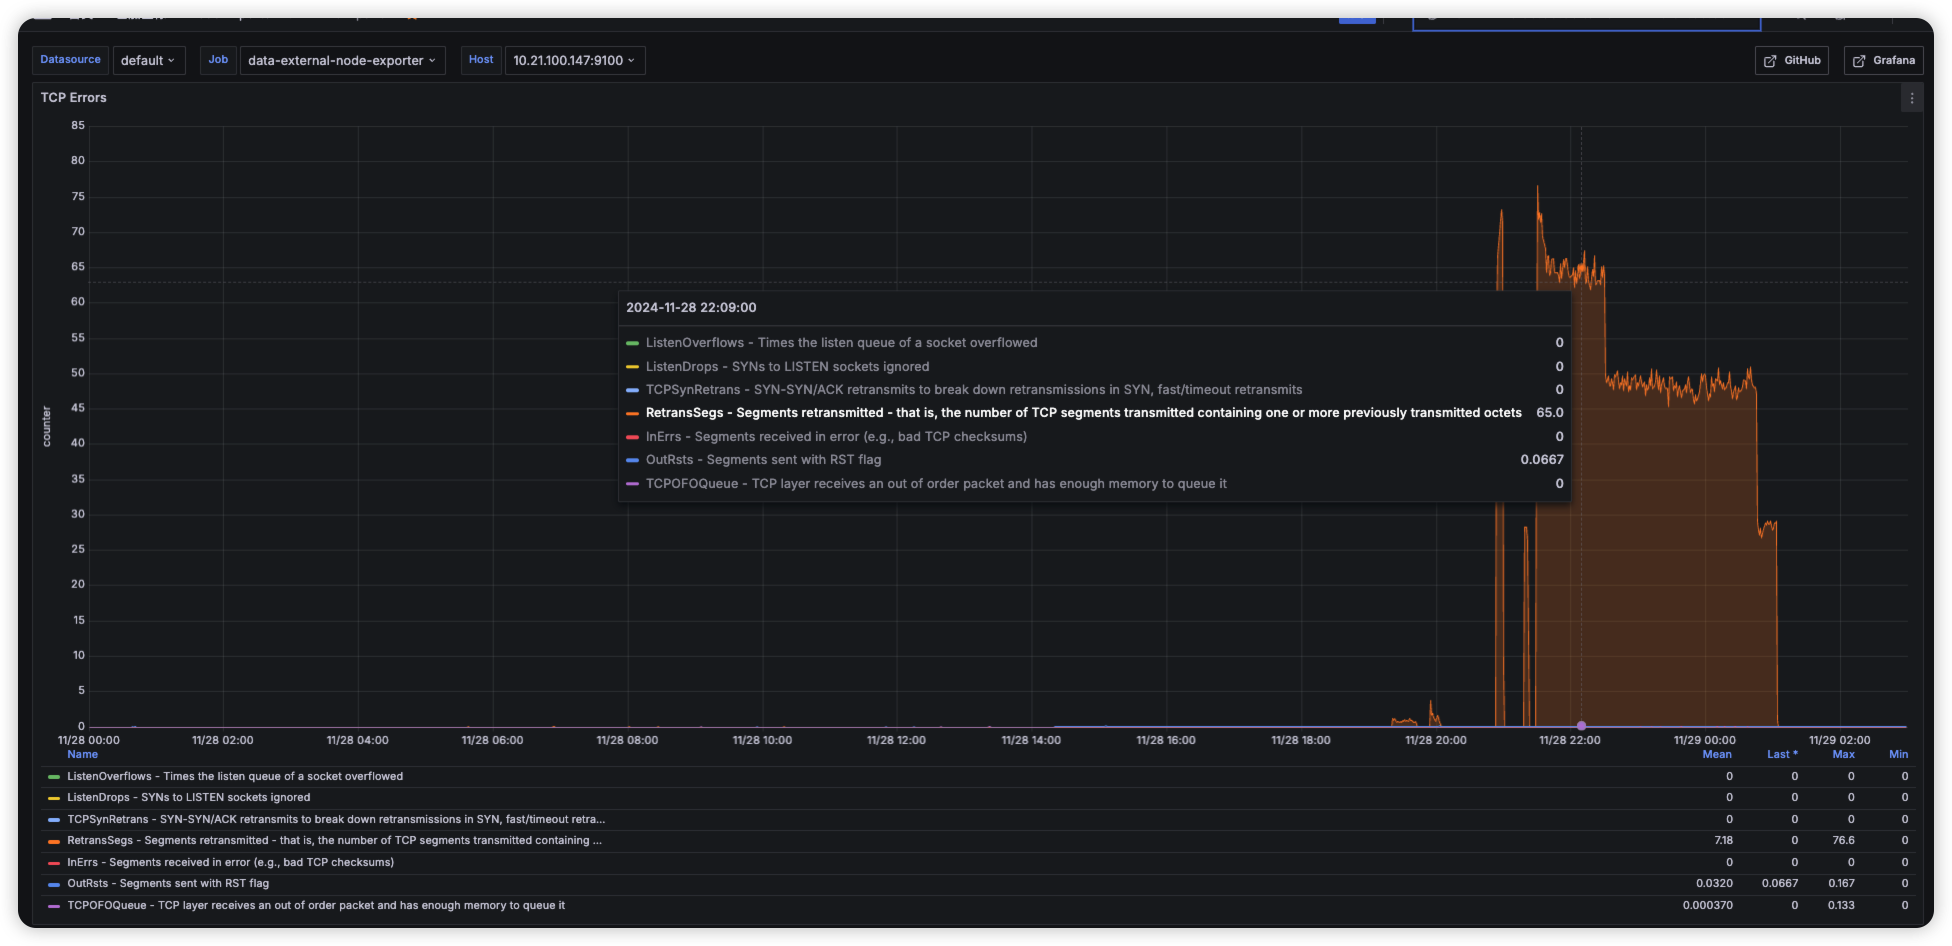 Datasource default Job data-external-node-exporter Host 10.21.100.147:9100 GitHub Grafana
TCP Errors
85
80
75
70
65
60
55
50
45
40
35
30
25
20
15
10
5
0
counter
2024-11-28 22:09:00
ListenOverflows - Times the listen queue of a socket overflowed 0
ListenDrops - SYNs to LISTEN sockets ignored 0
TCPSynRetrans - SYN-SYN/ACK retransmits to break down retransmissions in SYN, fast/timeout retransmits 0
RetransSegs - Segments retransmitted - that is, the number of TCP segments transmitted containing one or more previously transmitted octets 65.0
InErrs - Segments received in error (e.g., bad TCP checksums) 0
OutRsts - Segments sent with RST flag 0.0667
TCPOFOQueue - TCP layer receives an out of order packet and has enough memory to queue it 0
11/28 00:00 11/28 02:00 11/28 04:00 11/28 06:00 11/28 08:00 11/28 10:00 11/28 12:00 11/28 14:00 11/28 16:00 11/28 18:00 11/28 20:00 11/28 22:00 11/29 00:00 11/29 02:00
Name Mean Last * Max Min
ListenOverflows - Times the listen queue of a socket overflowed 0 0 0 0
ListenDrops - SYNs to LISTEN sockets ignored 0 0 0 0
TCPSynRetrans - SYN-SYN/ACK retransmits to break down retransmissions in SYN, fast/timeout retra... 0 0 0 0
RetransSegs - Segments retransmitted - that is, the number of TCP segments transmitted containing ... 7.18 0 76.6 0
InErrs - Segments received in error (e.g., bad TCP checksums) 0 0 0 0
OutRsts - Segments sent with RST flag 0.0320 0.0667 0.167 0
TCPOFOQueue - TCP layer receives an out of order packet and has enough memory to queue it 0.000370 0 0.133 0